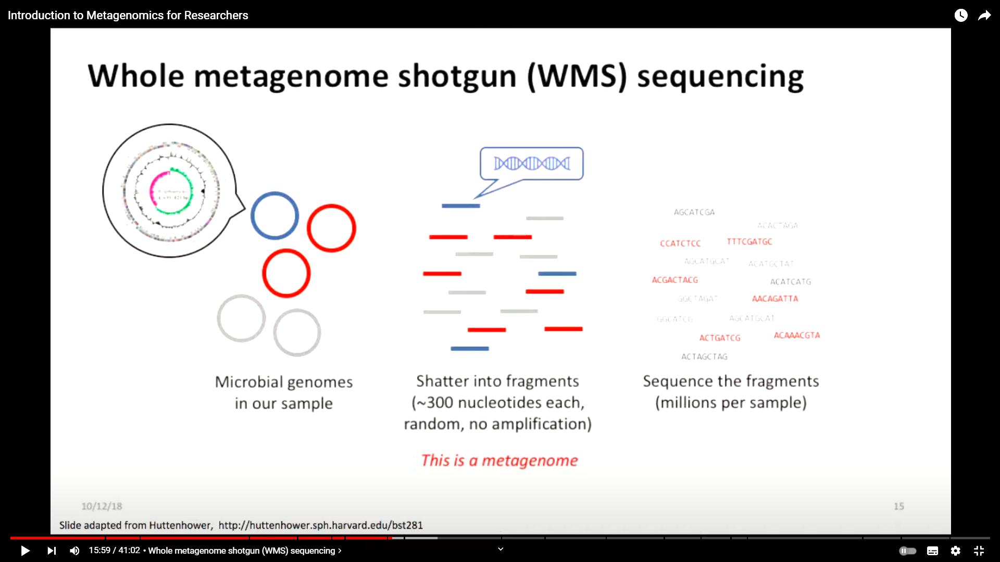 Introduction to Metagenomics for Researchers
Whole metagenome shotgun (WMS) sequencing
AGCATCGA
ACACTAGA
CCATCTCC
TTTCGATGC
AGCATGCAT
ACATGCTAT
ACGACTACG
ACATCATG
GGCTAGAT
AACAGATTA
GGCATCG
AGCATGCAT
ACTGATCG
ACAAACGTA
ACTAGCTAG
Microbial genomes
in our sample
Shatter into fragments
(~300 nucleotides each,
random, no amplification)
Sequence the fragments
(millions per sample)
This is a metagenome
10/12/18
15
Slide adapted from Huttenhower, http://huttenhower.sph.harvard.edu/bst281
15:59 / 41:02 • Whole metagenome shotgun (WMS) sequencing ›